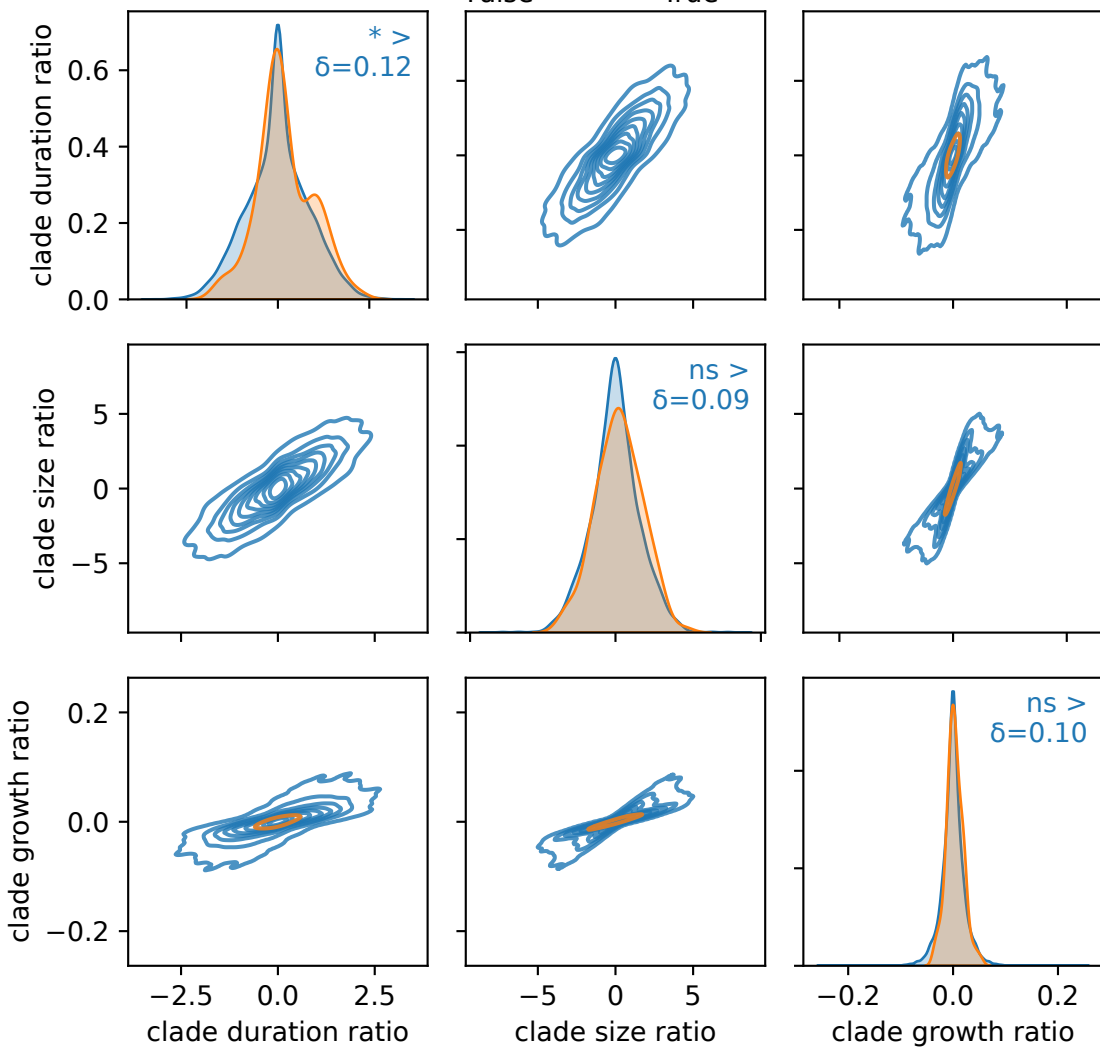 clade duration ratio
0.6
0.4
0.2
0.0
* >
δ=0.12
clade size ratio
5
0
−5
ns >
δ=0.09
clade growth ratio
0.2
0.0
−0.2
ns >
δ=0.10
−2.5 0.0 2.5
−5 0 5
−0.2 0.0 0.2
clade duration ratio
clade size ratio
clade growth ratio